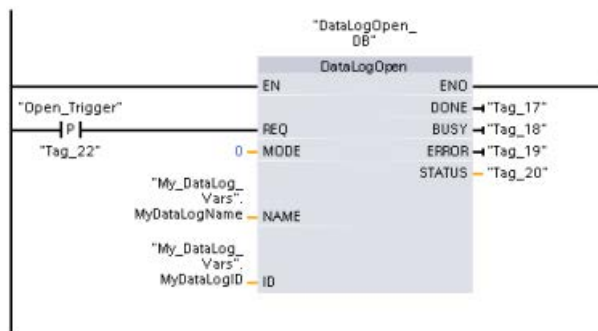 "DataLogOpen_
DB"
DataLogOpen
EN
ENO
"Open_Trigger"
DONE
"Tag_17"
P
REQ
BUSY
"Tag_18"
"Tag_22"
0
MODE
ERROR
"Tag_19"
STATUS
"Tag_20"
"My_DataLog_
Vars".
MyDataLogName
NAME
"My_DataLog_
Vars".
MyDataLogID
ID